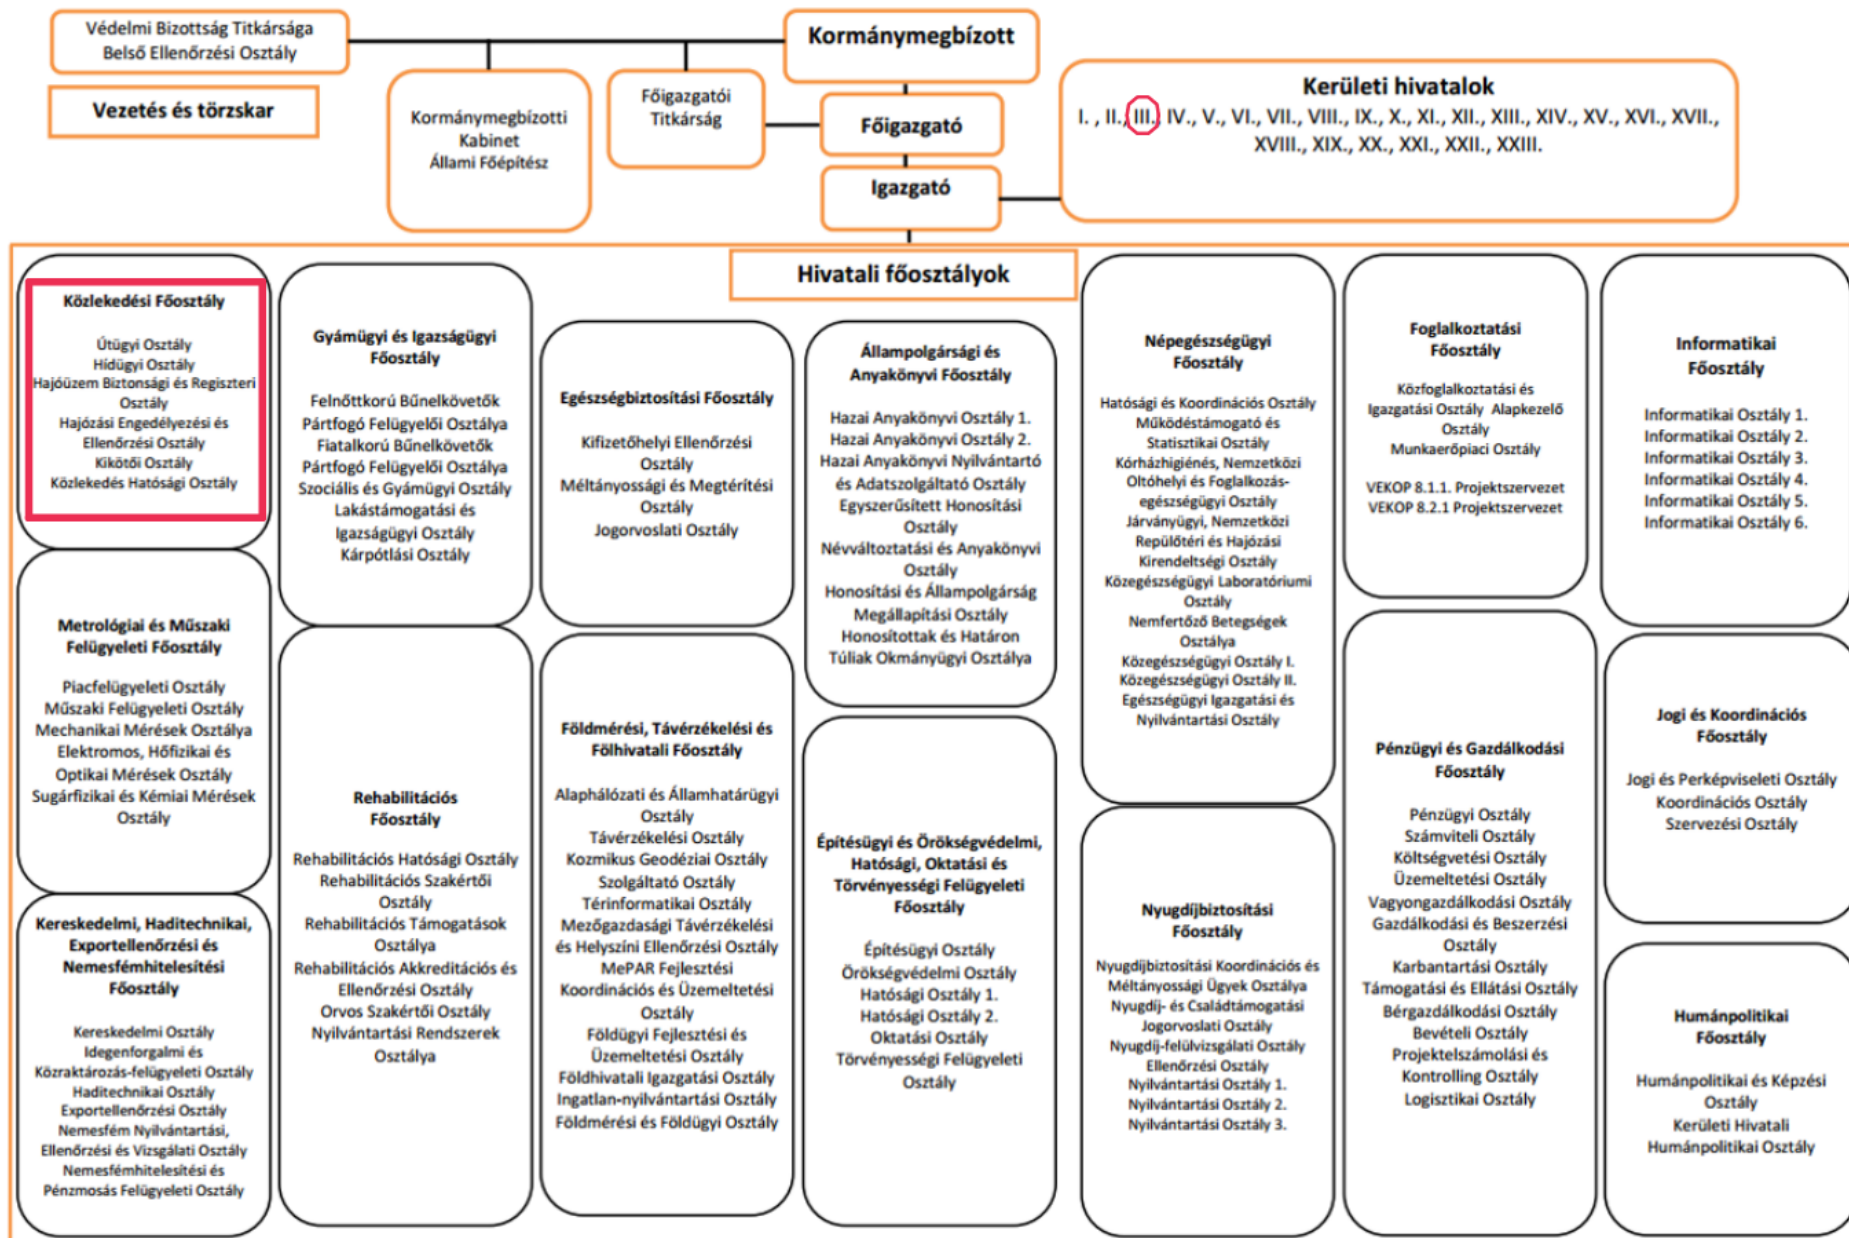 Védelmi Bizottság Titkársága
Belső Ellenőrzési Osztály
Vezetés és törzskar
Kormánymegbízotti
Kabinet
Állami Főépítész
Főigazgatói
Titkárság
Kormánymegbízott
Főigazgató
Igazgató
Kerületi hivatalok
I. , II., III., IV., V., VI., VII., VIII., IX., X., XI., XII., XIII., XIV., XV., XVI., XVII.,
XVIII., XIX., XX., XXI., XXII., XXIII.
Hivatali főosztályok
Közlekedési Főosztály
Útügyi Osztály
Hídügyi Osztály
Hajóüzem Biztonsági és Regiszteri
Osztály
Hajózási Engedélyezési és
Ellenőrzési Osztály
Kikötői Osztály
Közlekedés Hatósági Osztály
Metrológiai és Műszaki
Felügyeleti Főosztály
Piacfelügyeleti Osztály
Műszaki Felügyeleti Osztály
Mechanikai Mérések Osztálya
Elektromos, Hőfizikai és
Optikai Mérések Osztály
Sugárfizikai és Kémiai Mérések
Osztály
Kereskedelmi, Haditechnikai,
Exportellenőrzési és
Nemesfémhitelesítési
Főosztály
Kereskedelmi Osztály
Idegenforgalmi és
Közraktározás-felügyeleti Osztály
Haditechnikai Osztály
Exportellenőrzési Osztály
Nemesfém Nyilvántartási,
Ellenőrzési és Vizsgálati Osztály
Nemesfémhitelesítési és
Pénzmosás Felügyeleti Osztály
Gyámügyi és Igazságügyi
Főosztály
Felnőttkorú Bűnelkövetők
Pártfogó Felügyelői Osztálya
Fiatalkorú Bűnelkövetők
Pártfogó Felügyelői Osztálya
Szociális és Gyámügyi Osztály
Lakástámogatási és
Igazságügyi Osztály
Kárpótlási Osztály
Rehabilitációs
Főosztály
Rehabilitációs Hatósági Osztály
Rehabilitációs Szakértői
Osztály
Rehabilitációs Támogatások
Osztálya
Rehabilitációs Akkreditációs és
Ellenőrzési Osztály
Orvos Szakértői Osztály
Nyilvántartási Rendszerek
Osztálya
Egészségbiztosítási Főosztály
Kifizetőhelyi Ellenőrzési
Osztály
Méltányossági és Megtérítési
Osztály
Jogorvoslati Osztály
Földmérési, Távérzékelési és
Fölhivatali Főosztály
Alaphálózati és Államhatárügyi
Osztály
Távérzékelési Osztály
Kozmikus Geodéziai Osztály
Szolgáltató Osztály
Térinformatikai Osztály
Mezőgazdasági Távérzékelési
és Helyszíni Ellenőrzési Osztály
MePAR Fejlesztési
Koordinációs és Üzemeltetési
Osztály
Földügyi Fejlesztési és
Üzemeltetési Osztály
Földhivatali Igazgatási Osztály
Ingatlan-nyilvántartási Osztály
Földmérési és Földügyi Osztály
Állampolgársági és
Anyakönyvi Főosztály
Hazai Anyakönyvi Osztály 1.
Hazai Anyakönyvi Osztály 2.
Hazai Anyakönyvi Nyilvántartó
és Adatszolgáltató Osztály
Egyszerűsített Honosítási
Osztály
Névváltoztatási és Anyakönyvi
Osztály
Honosítási és Állampolgárság
Megállapítási Osztály
Honosítottak és Határon
Túliak Okmányügyi Osztálya
Építésügyi és Örökségvédelmi,
Hatósági, Oktatási és
Törvényességi Felügyeleti
Főosztály
Építésügyi Osztály
Örökségvédelmi Osztály
Hatósági Osztály 1.
Hatósági Osztály 2.
Oktatási Osztály
Törvényességi Felügyeleti
Osztály
Népegészségügyi
Főosztály
Hatósági és Koordinációs Osztály
Működéstámogató és
Statisztikai Osztály
Kórházhigiénés, Nemzetközi
Oltóhelyi és Foglalkozás-
egészségügyi Osztály
Járványügyi, Nemzetközi
Repülőtéri és Hajózási
Kirendeltségi Osztály
Közegészségügyi Laboratóriumi
Osztály
Nemfertőző Betegségek
Osztálya
Közegészségügyi Osztály I.
Közegészségügyi Osztály II.
Egészségügyi Igazgatási és
Nyilvántartási Osztály
Nyugdíjbiztosítási
Főosztály
Nyugdíjbiztosítási Koordinációs és
Méltányossági Ügyek Osztálya
Nyugdíj- és Családtámogatási
Jogorvoslati Osztály
Nyugdíj-felülvizsgálati Osztály
Ellenőrzési Osztály
Nyilvántartási Osztály 1.
Nyilvántartási Osztály 2.
Nyilvántartási Osztály 3.
Foglalkoztatási
Főosztály
Közfoglalkoztatási és
Igazgatási Osztály Alapkezelő
Osztály
Munkaerőpiaci Osztály
VEKOP 8.1.1. Projektszervezet
VEKOP 8.2.1 Projektszervezet
Pénzügyi és Gazdálkodási
Főosztály
Pénzügyi Osztály
Számviteli Osztály
Költségvetési Osztály
Üzemeltetési Osztály
Vagyongazdálkodási Osztály
Gazdálkodási és Beszerzési
Osztály
Karbantartási Osztály
Támogatási és Ellátási Osztály
Bérgazdálkodási Osztály
Bevételi Osztály
Projektelszámolási és
Kontrolling Osztály
Logisztikai Osztály
Informatikai
Főosztály
Informatikai Osztály 1.
Informatikai Osztály 2.
Informatikai Osztály 3.
Informatikai Osztály 4.
Informatikai Osztály 5.
Informatikai Osztály 6.
Jogi és Koordinációs
Főosztály
Jogi és Perképviseleti Osztály
Koordinációs Osztály
Szervezési Osztály
Humánpolitikai
Főosztály
Humánpolitikai és Képzési
Osztály
Kerületi Hivatali
Humánpolitikai Osztály